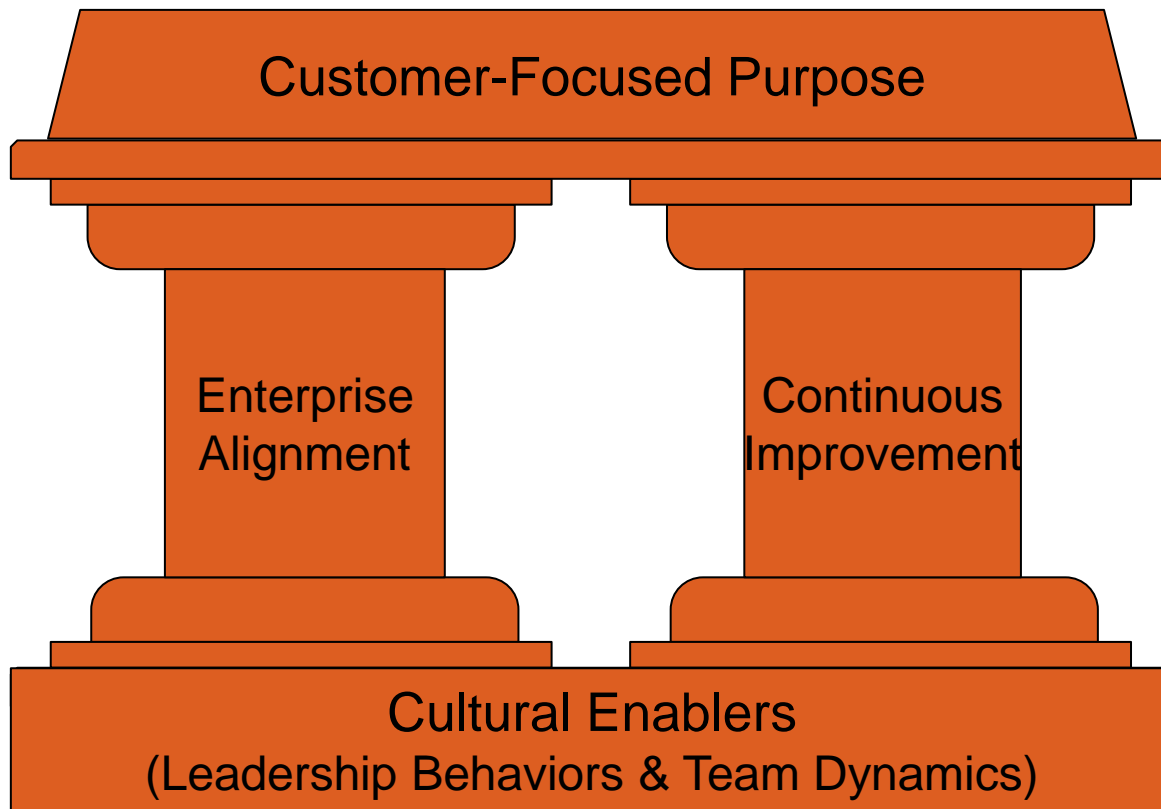 Customer-Focused Purpose
Enterprise
Alignment
Continuous
Improvement
Cultural Enablers
(Leadership Behaviors & Team Dynamics)